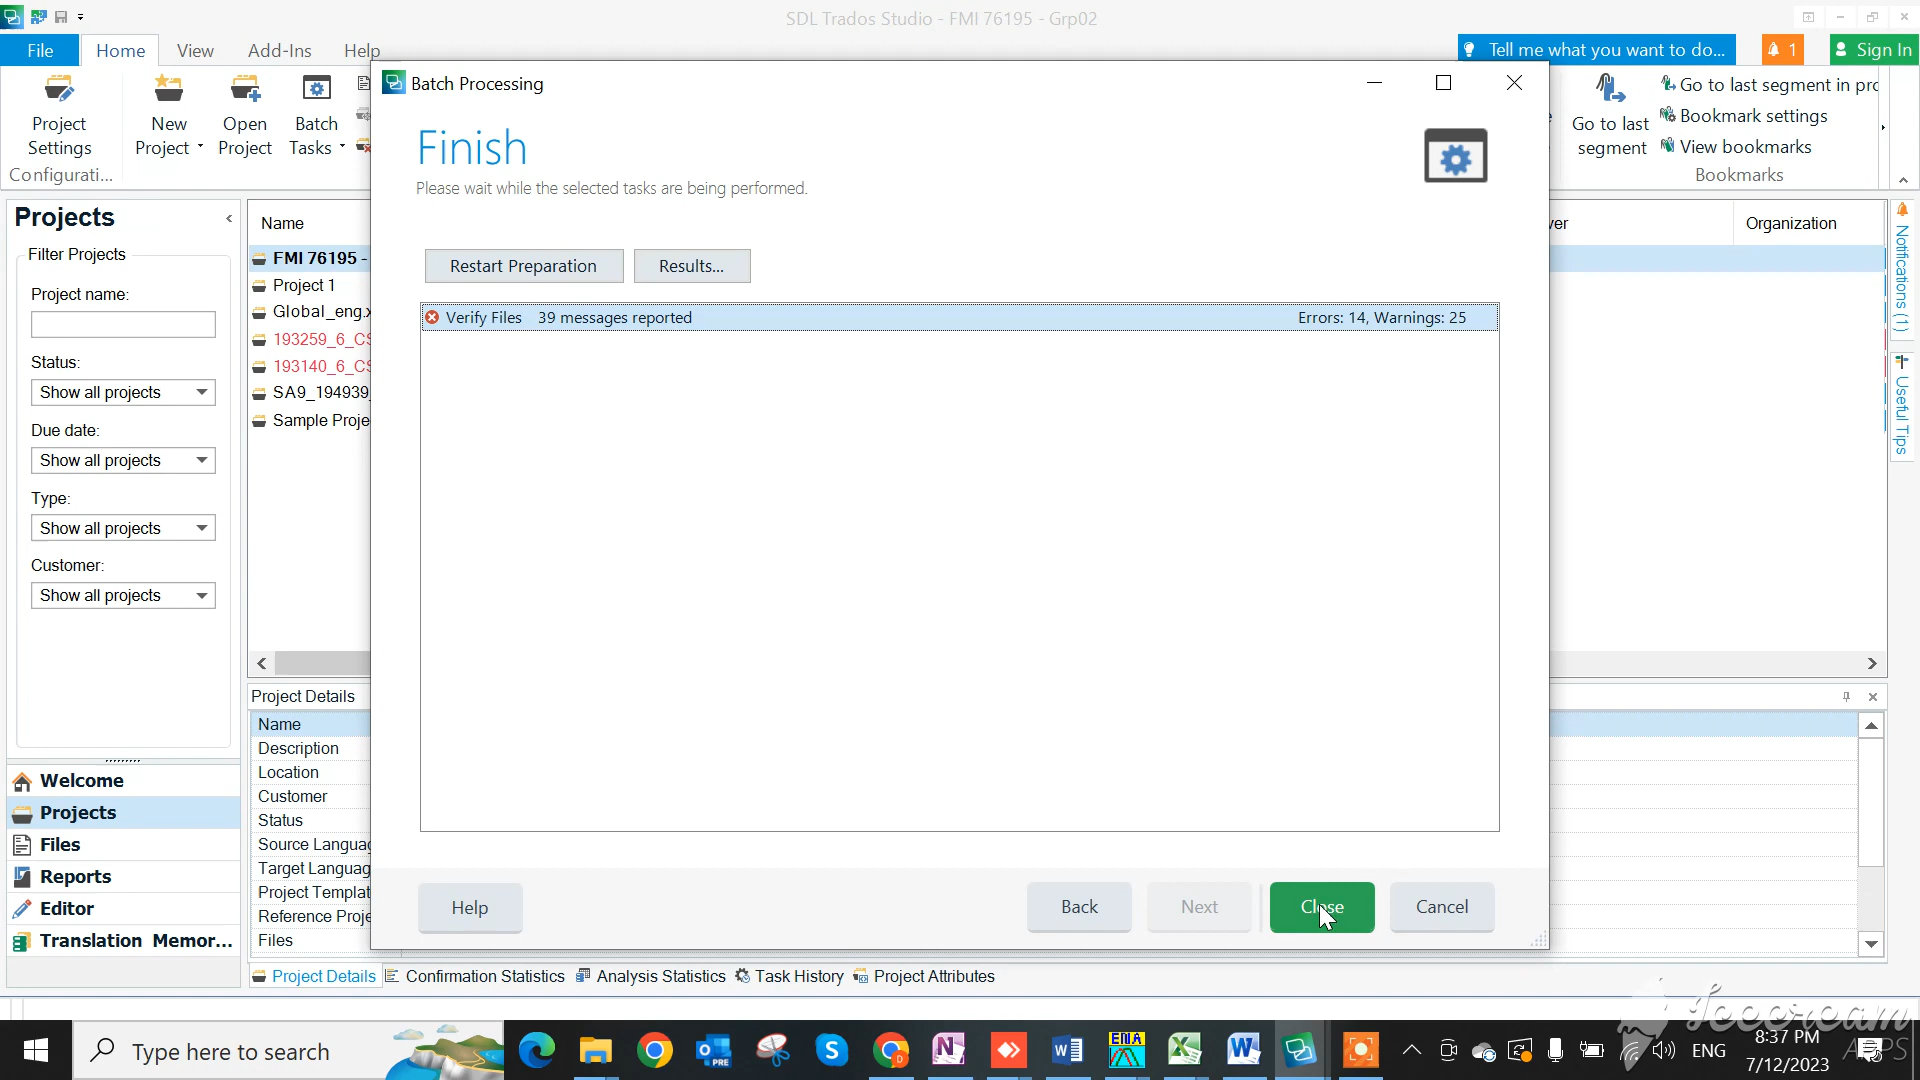 SDL Trados Studio - FMI 76195 - Grp02
File Home View Add-Ins Help
Tell me what you want to do... 1 Sign In
Project Settings
New Project
Open Project
Batch Tasks
Configurati...
Go to last segment
Go to last segment in pro
Bookmark settings
View bookmarks
Bookmarks
Projects
Filter Projects
Project name:
Status:
Show all projects
Due date:
Show all projects
Type:
Show all projects
Customer:
Show all projects
Welcome
Projects
Files
Reports
Editor
Translation Memor...
Name
FMI 76195 -
Project 1
Global_eng.x
193259_6_CS
193140_6_CS
SA9_194939_
Sample Proje
ver
Organization
Batch Processing
Finish
Please wait while the selected tasks are being performed.
Restart Preparation Results...
Verify Files 39 messages reported Errors: 14, Warnings: 25
Help Back Next Close Cancel
Notifications (1)
Useful Tips
Project Details
Name
Description
Location
Customer
Status
Source Languag
Target Languag
Project Templat
Reference Proje
Files
Project Details Confirmation Statistics Analysis Statistics Task History Project Attributes
Type here to search
PRE
ENA
ENG
8:37 PM
7/12/2023
Icecream
APPS